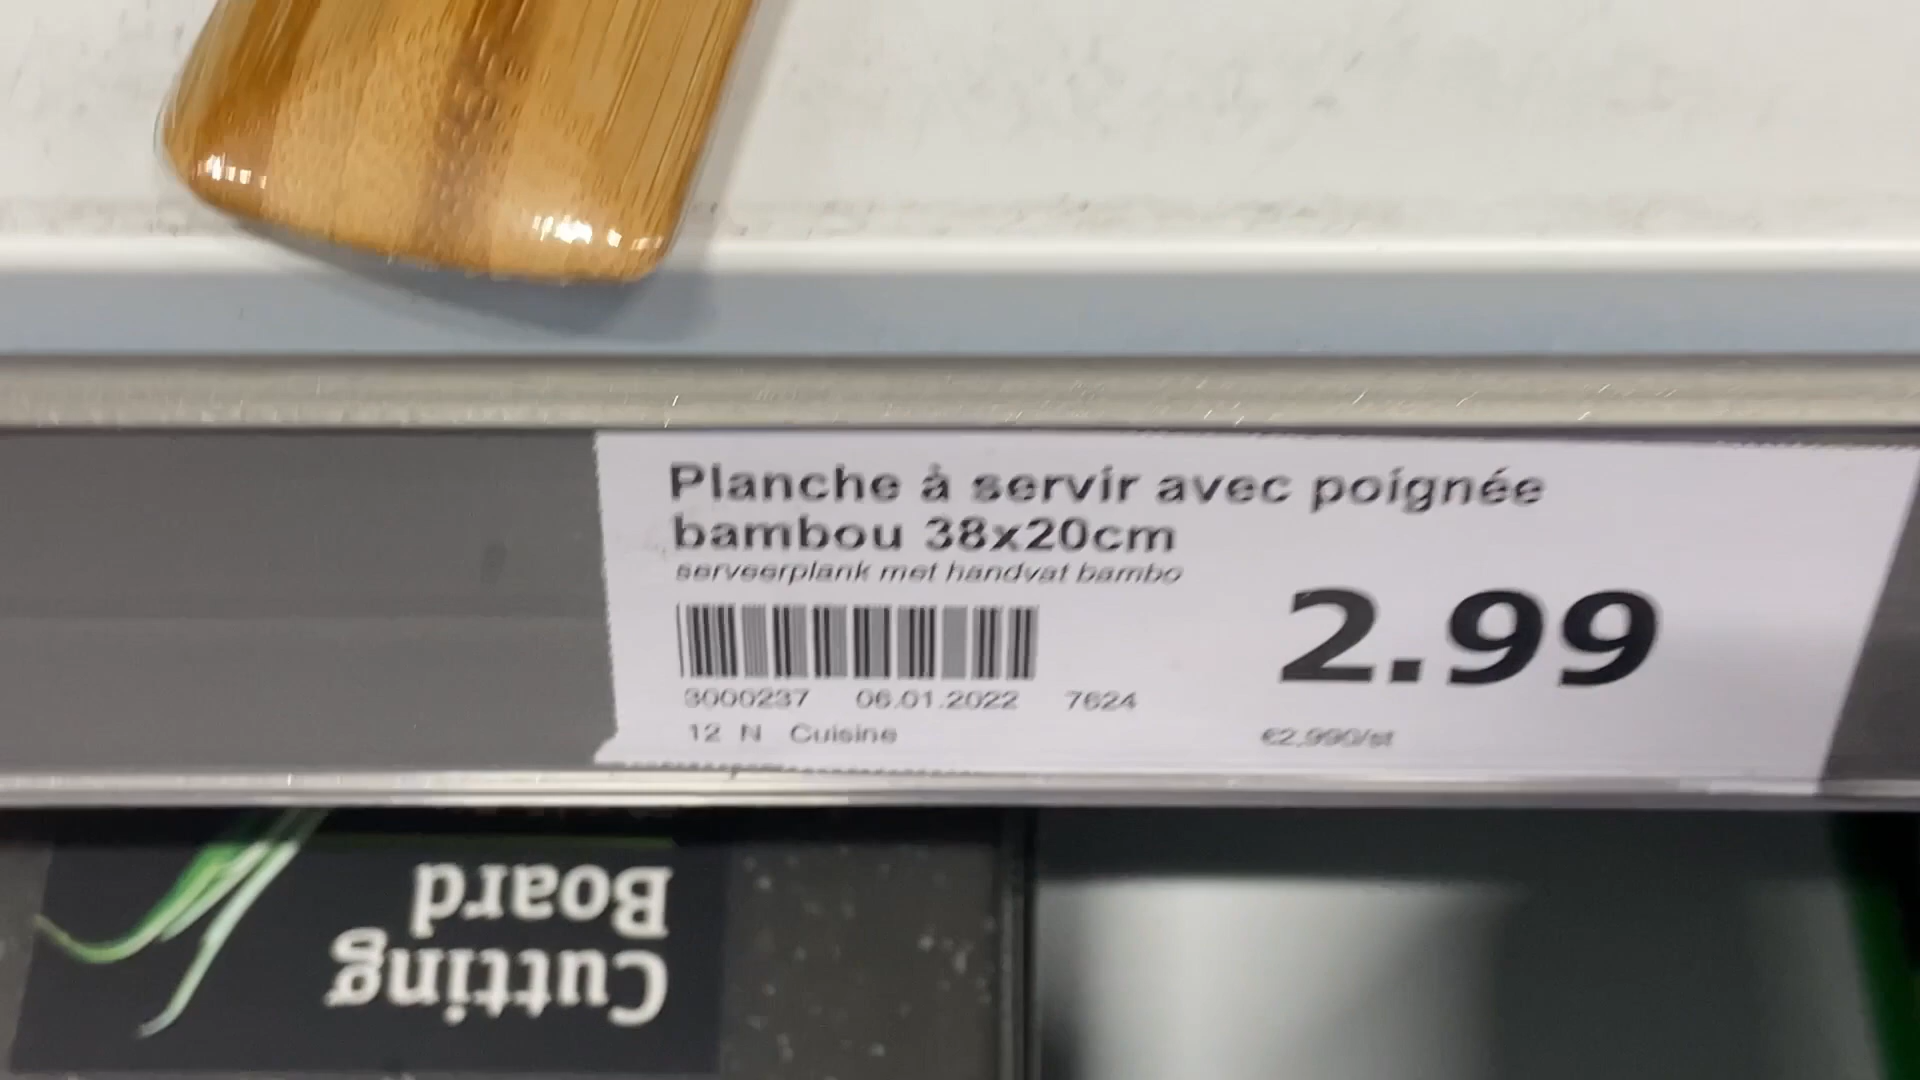 Planche à servir avec poignée
bambou 38x20cm
serveerplank met handvat bambo
2.99
3000237 06.01.2022 7624
12 N Cuisine
€2,990/st
Cutting
Board